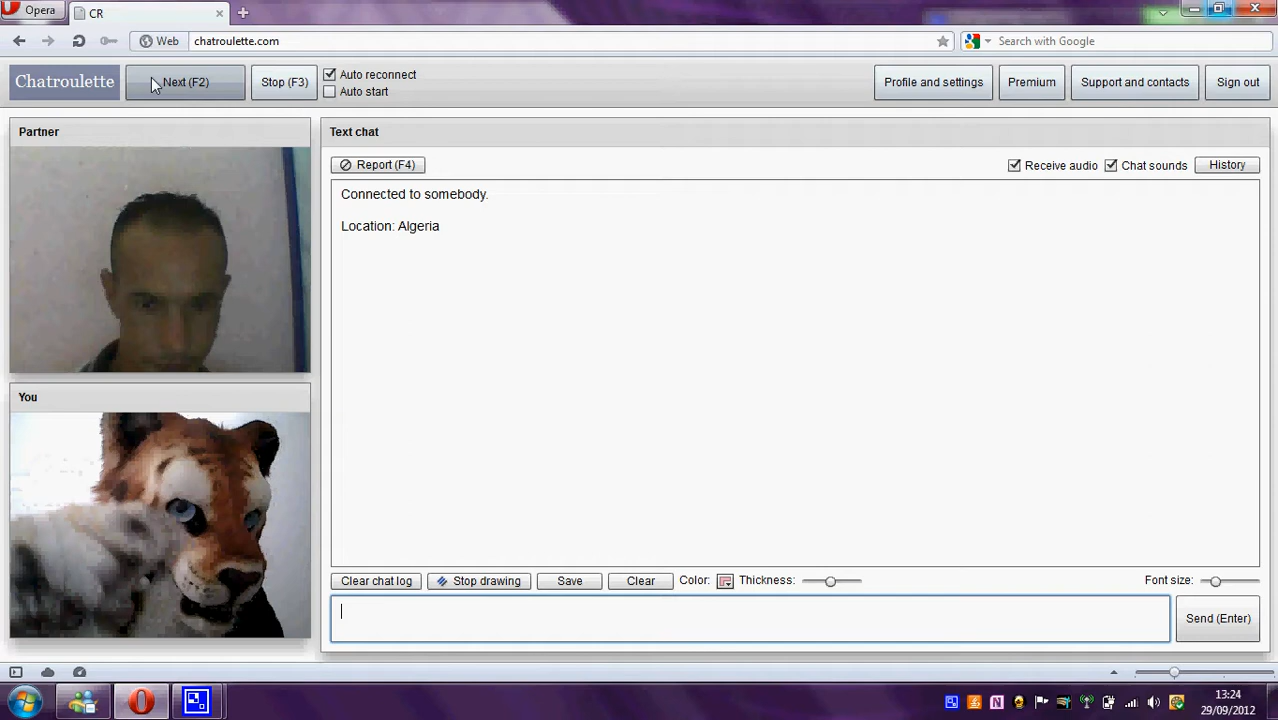 Opera
CR
Web
chatroulette.com
Search with Google
Chatroulette
Next (F2)
Stop (F3)
Auto reconnect
Auto start
Profile and settings
Premium
Support and contacts
Sign out
Partner
Text chat
Report (F4)
Receive audio
Chat sounds
History
Connected to somebody.
Location: Algeria
You
Clear chat log
Stop drawing
Save
Clear
Color:
Thickness:
Font size:
Send (Enter)
13:24
29/09/2012